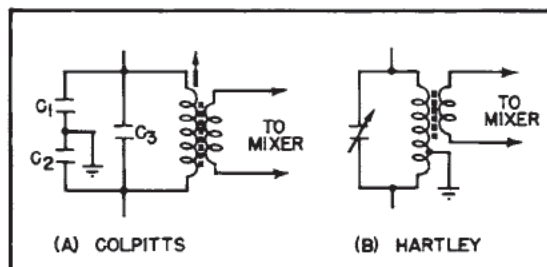 C1
C2
C3
TO
MIXER
(A) COLPITTS
TO
MIXER
(B) HARTLEY